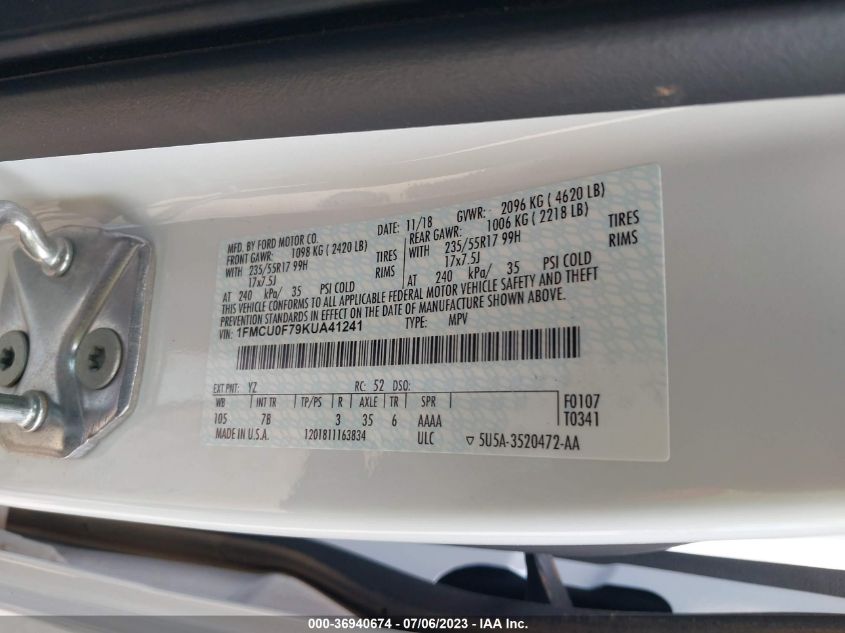 MFD. BY FORD MOTOR CO. DATE: 11/18 GVWR: 2096 KG ( 4620 LB)
FRONT GAWR: 1098 KG ( 2420 LB) REAR GAWR: 1006 KG ( 2218 LB)
WITH 235/55R17 99H TIRES WITH 235/55R17 99H TIRES
17x7.5J RIMS 17x7.5J RIMS
AT 240 kPa/ 35 PSI COLD AT 240 kPa/ 35 PSI COLD
THIS VEHICLE CONFORMS TO ALL APPLICABLE FEDERAL MOTOR VEHICLE SAFETY AND THEFT
PREVENTION STANDARDS IN EFFECT ON THE DATE OF MANUFACTURE SHOWN ABOVE.
VIN: 1FMCU0F79KUA41241 TYPE: MPV
EXT PNT: YZ RC: 52 DSO:
WB INT TR TP/PS R AXLE TR SPR F0107
105 7B 3 35 6 AAAA T0341
MADE IN U.S.A. 1201811163834 ULC ▽ 5U5A-3520472-AA
000-36940674 - 07/06/2023 - IAA Inc.